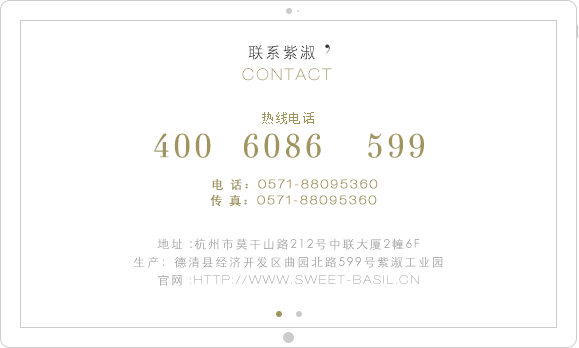 联系紫淑 ❜
CONTACT
热线电话
400 6086 599
电 话：0571-88095360
传 真：0571-88095360
地址 :杭州市莫干山路212号中联大厦2幢6F
生产：德清县经济开发区曲园北路599号紫淑工业园
官网 :HTTP://WWW.SWEET-BASIL.CN